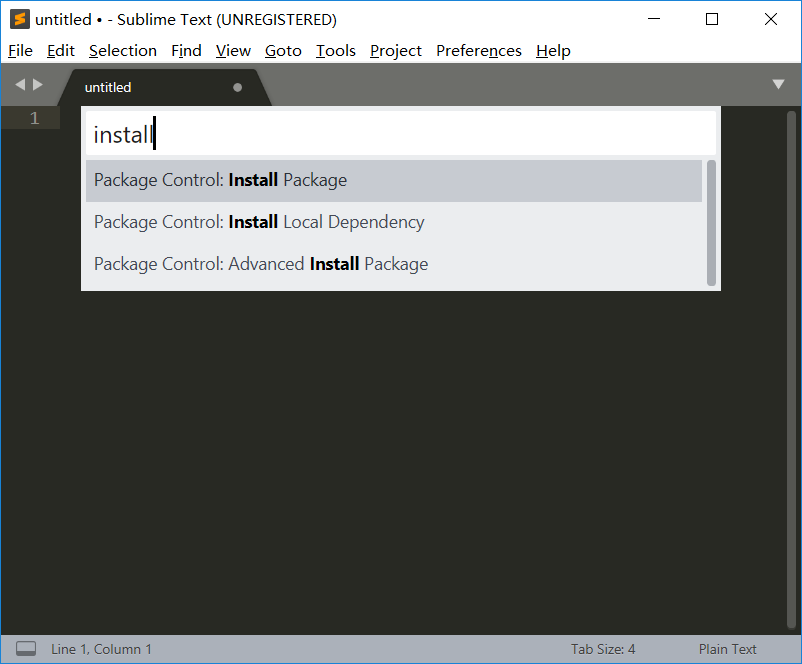 untitled • - Sublime Text (UNREGISTERED)
File Edit Selection Find View Goto Tools Project Preferences Help
untitled
1
install
Package Control: Install Package
Package Control: Install Local Dependency
Package Control: Advanced Install Package
Line 1, Column 1 Tab Size: 4 Plain Text